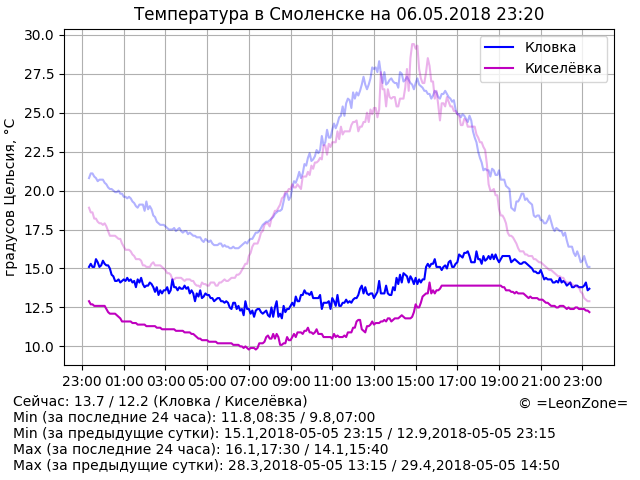 Температура в Смоленске на 06.05.2018 23:20
Кловка
Киселёвка
градусов Цельсия, °C
30.0
27.5
25.0
22.5
20.0
17.5
15.0
12.5
10.0
23:00 01:00 03:00 05:00 07:00 09:00 11:00 13:00 15:00 17:00 19:00 21:00 23:00
Сейчас: 13.7 / 12.2 (Кловка / Киселёвка)
© =LeonZone=
Min (за последние 24 часа): 11.8,08:35 / 9.8,07:00
Min (за предыдущие сутки): 15.1,2018-05-05 23:15 / 12.9,2018-05-05 23:15
Max (за последние 24 часа): 16.1,17:30 / 14.1,15:40
Max (за предыдущие сутки): 28.3,2018-05-05 13:15 / 29.4,2018-05-05 14:50